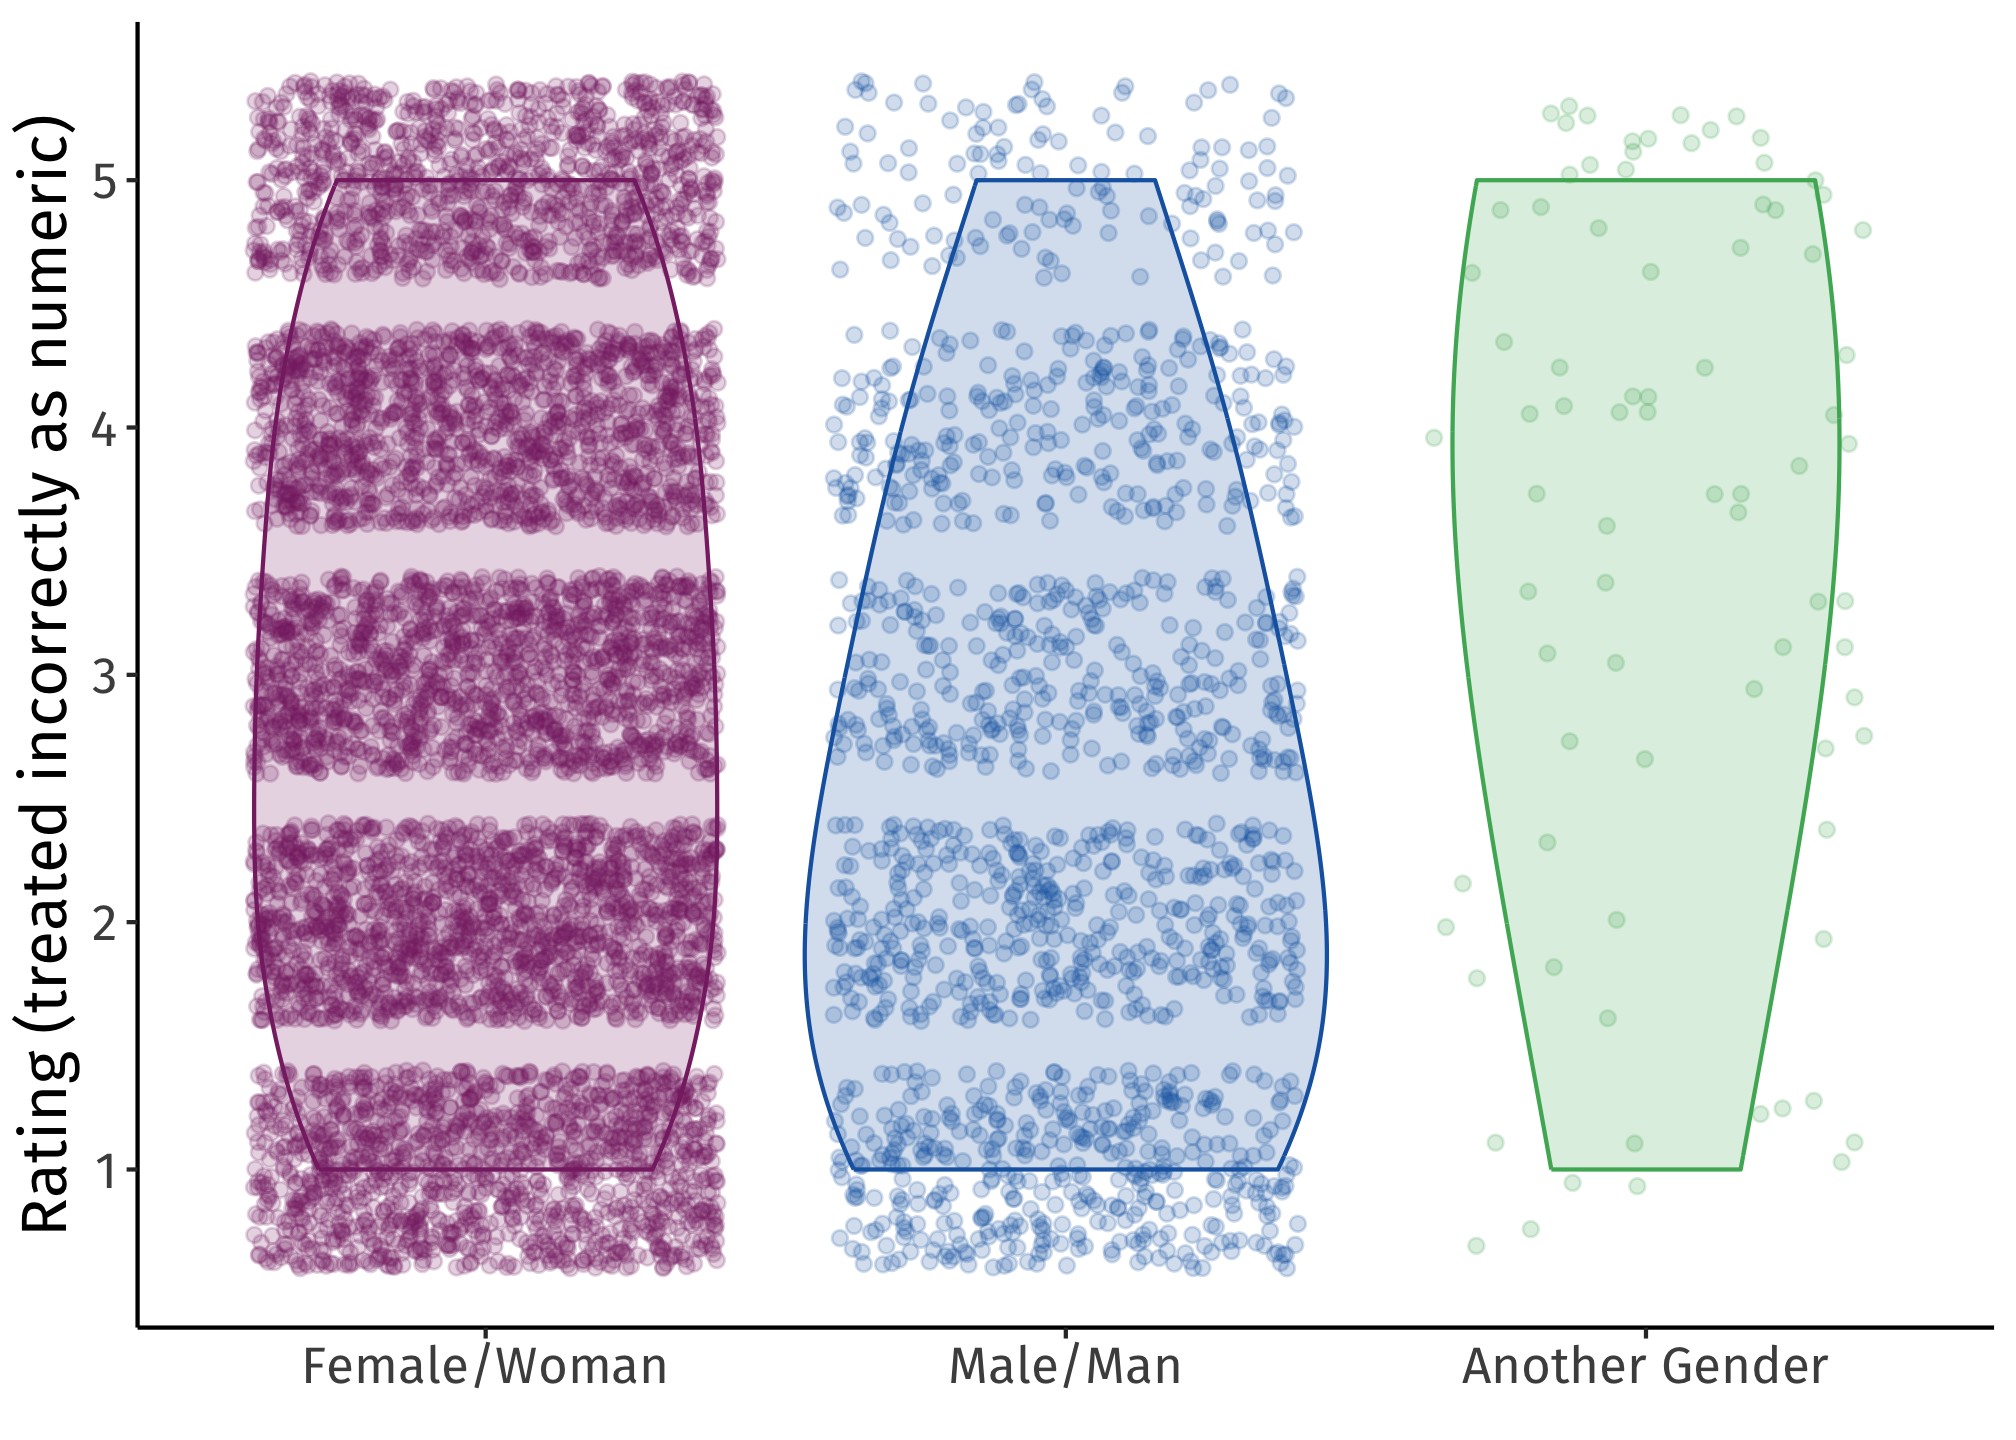 Rating (treated incorrectly as numeric)
5
4
3
2
1
Female/Woman
Male/Man
Another Gender